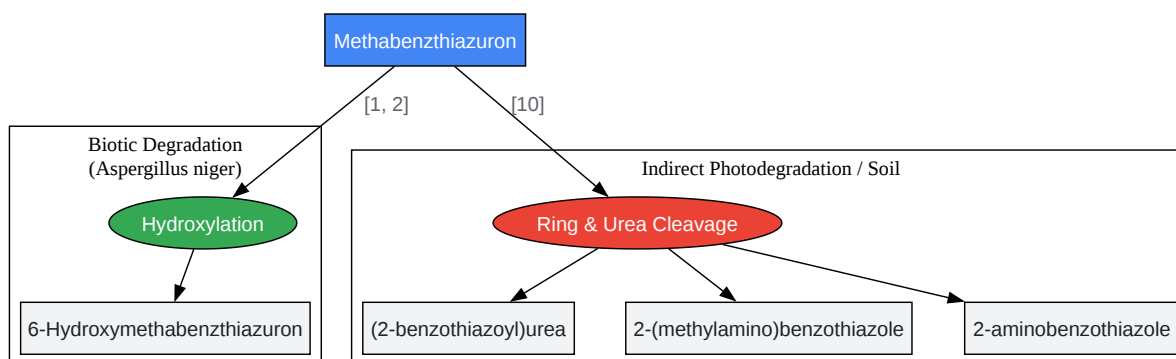 Methabenzthiazuron
[1, 2]
[10]
Biotic Degradation
(Aspergillus niger)
Indirect Photodegradation / Soil
Hydroxylation
Ring & Urea Cleavage
6-Hydroxymethabenzthiazuron
(2-benzothiazoyl)urea
2-(methylamino)benzothiazole
2-aminobenzothiazole